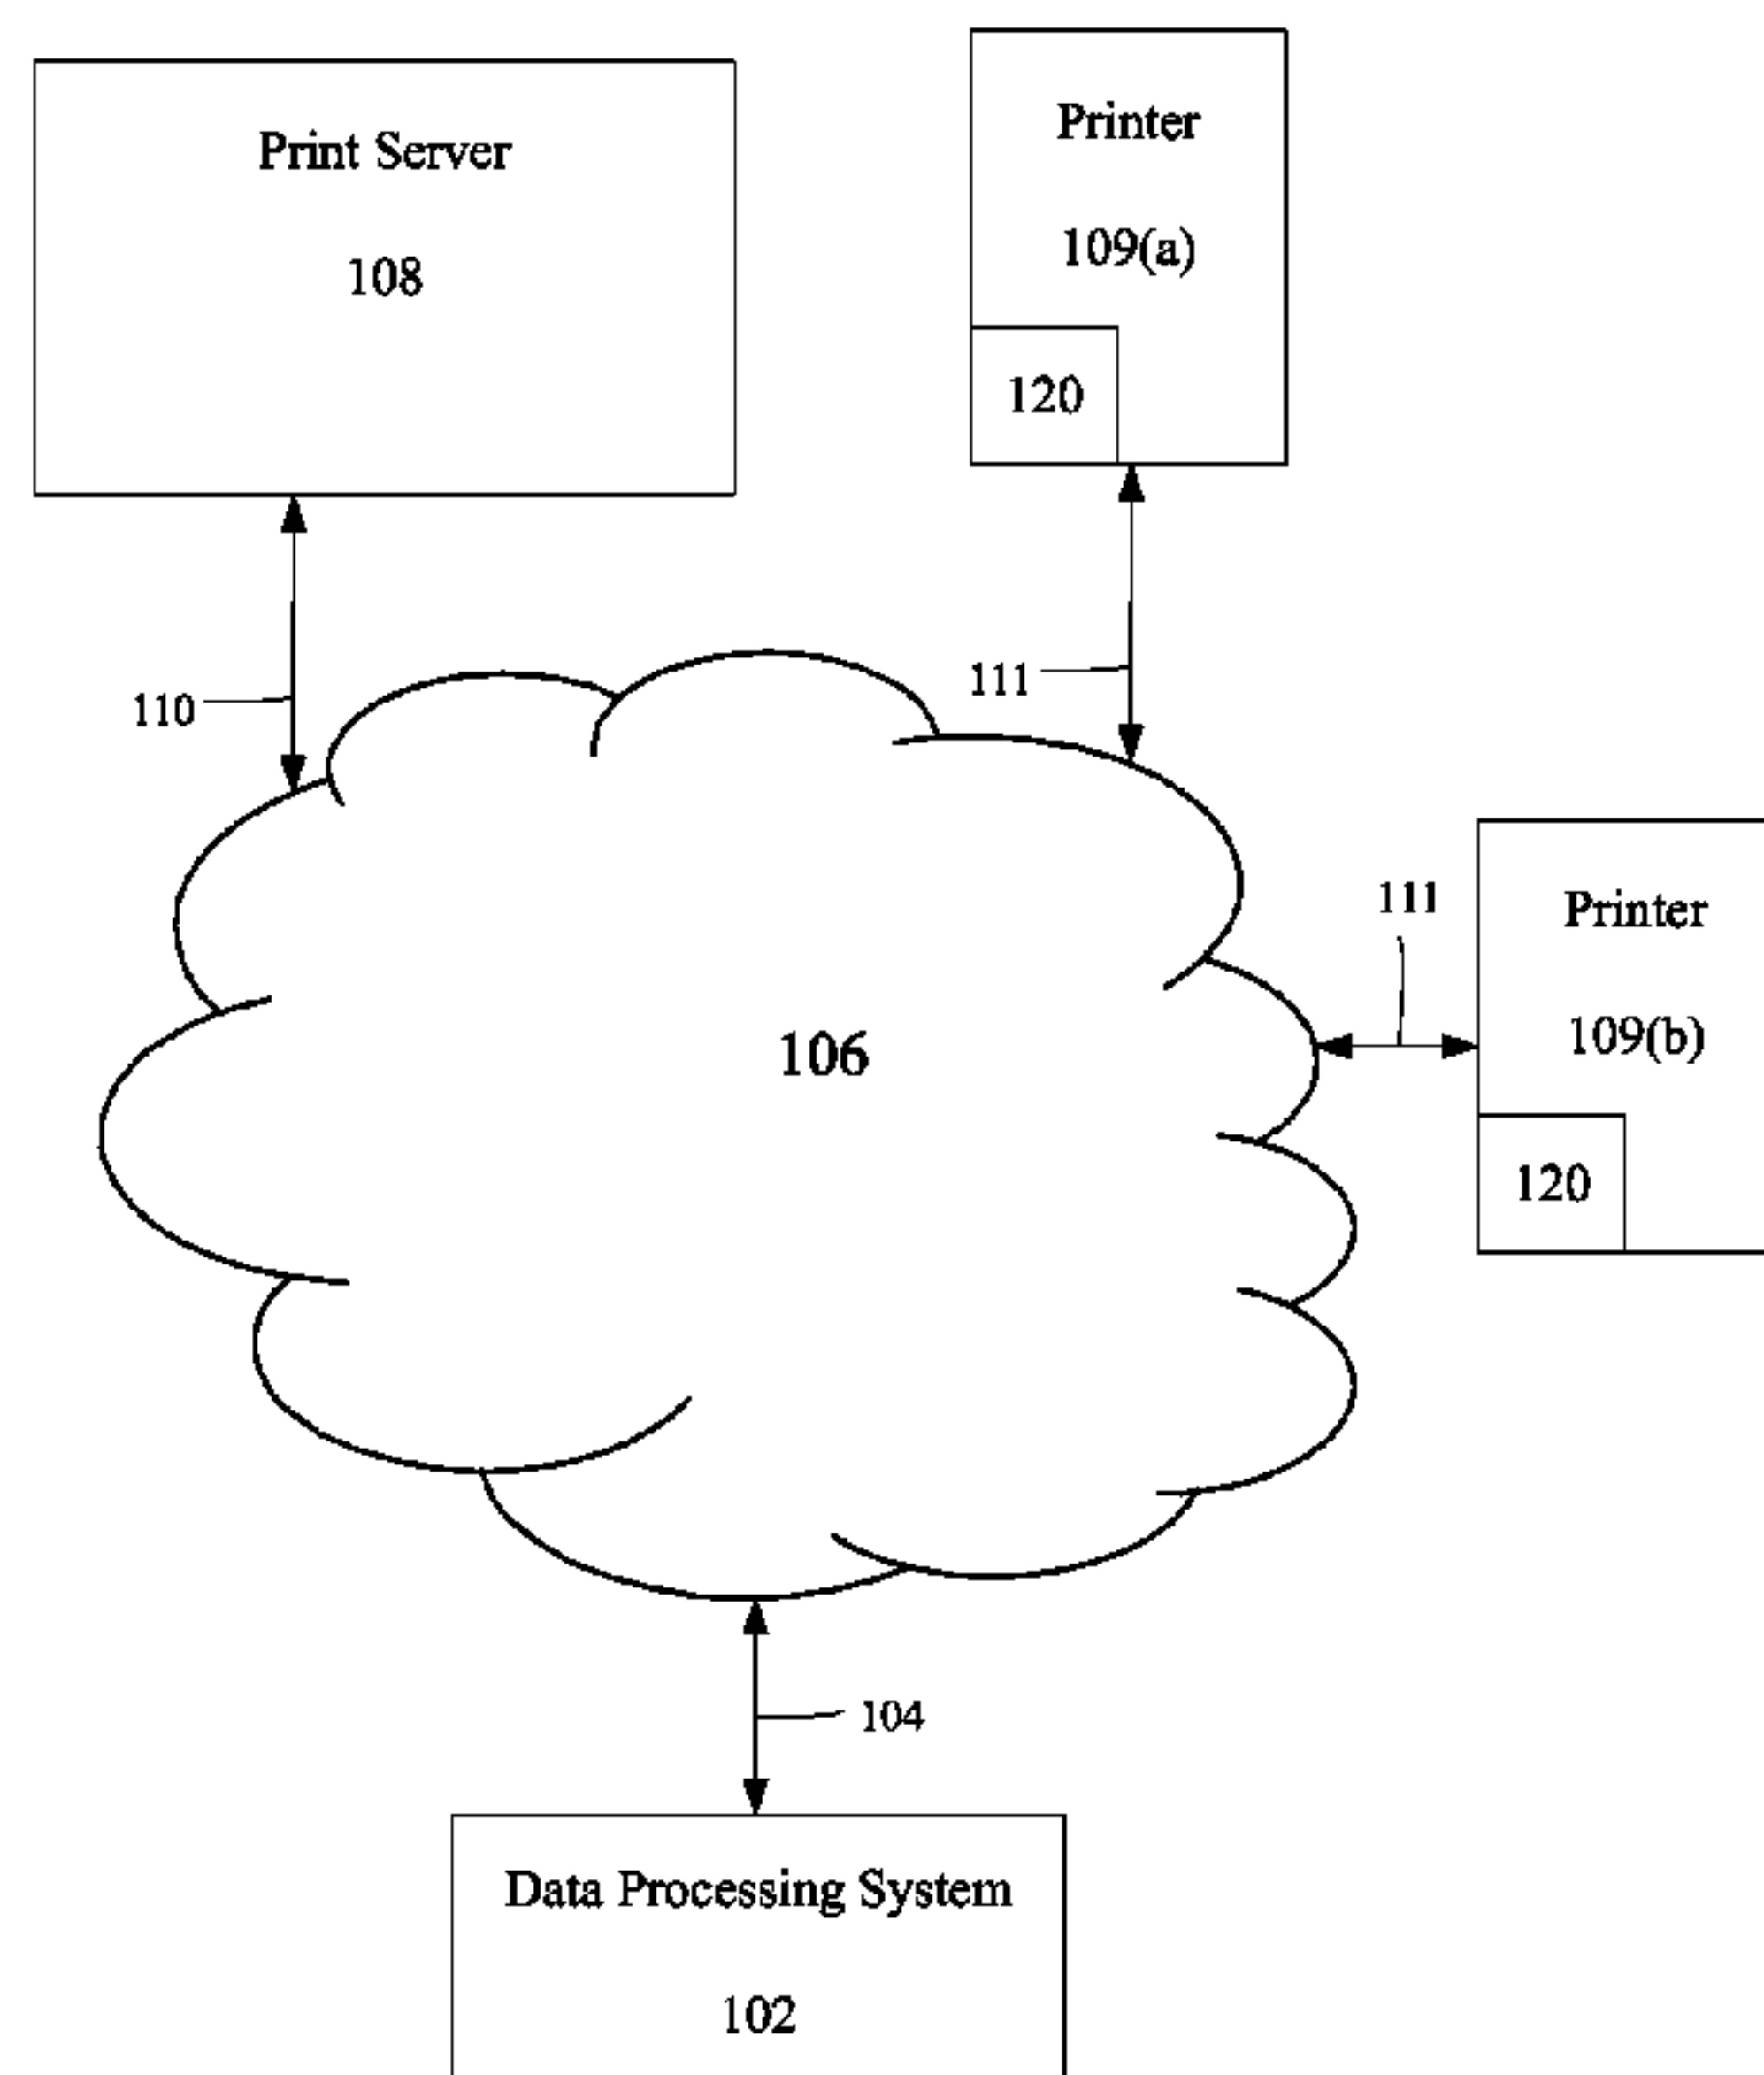 Print Server
108
Printer
109(a)
120
110
111
111
Printer
109(b)
106
120
104
Data Processing System
102